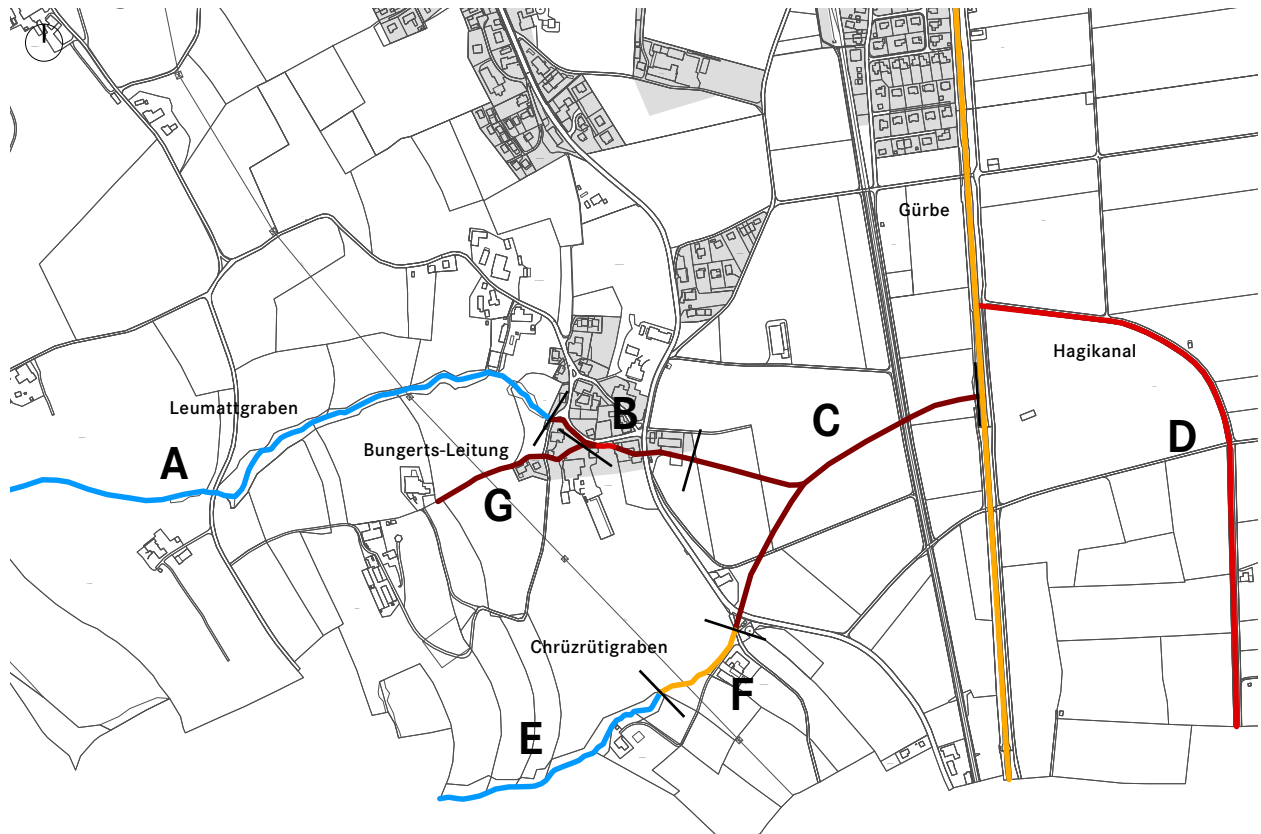 T
Gürbe
Hagikanal
Leumattgraben
B
C
D
Bungerts-Leitung
A
G
Chrüzrütigraben
F
E